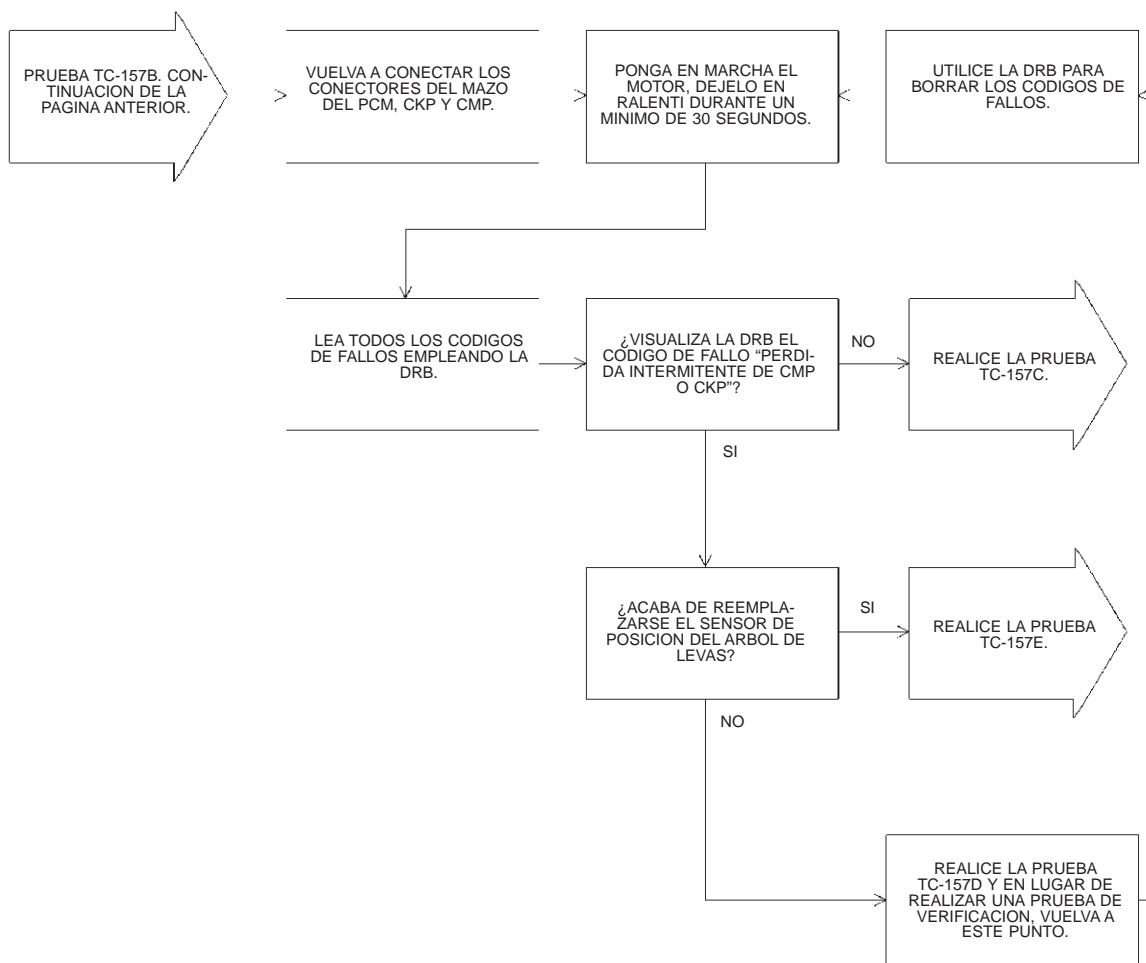 PRUEBA TC-157B. CON-
TINUACION DE LA
PAGINA ANTERIOR.
VUELVA A CONECTAR LOS
CONECTORES DEL MAZO
DEL PCM, CKP Y CMP.
PONGA EN MARCHA EL
MOTOR, DEJELO EN
RALENTI DURANTE UN
MINIMO DE 30 SEGUNDOS.
UTILICE LA DRB PARA
BORRAR LOS CODIGOS DE
FALLOS.
LEA TODOS LOS CODIGOS
DE FALLOS EMPLEANDO LA
DRB.
¿VISUALIZA LA DRB EL
CODIGO DE FALLO “PERDI-
DA INTERMITENTE DE CMP
O CKP”?
NO
REALICE LA PRUEBA
TC-157C.
SI
¿ACABA DE REEMPLA-
ZARSE EL SENSOR DE
POSICION DEL ARBOL DE
LEVAS?
SI
REALICE LA PRUEBA
TC-157E.
NO
REALICE LA PRUEBA
TC-157D Y EN LUGAR DE
REALIZAR UNA PRUEBA DE
VERIFICACION, VUELVA A
ESTE PUNTO.